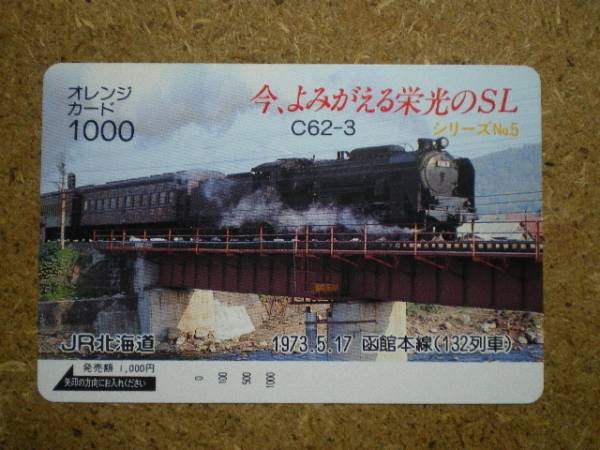 オレンジ
カード
1000
今、よみがえる栄光のSL
C62-3
シリーズNo.5
JR北海道
1973.5.17 函館本線(132列車)
発売額 1,000円
矢印の方向にお入れください
0 100 500 1000